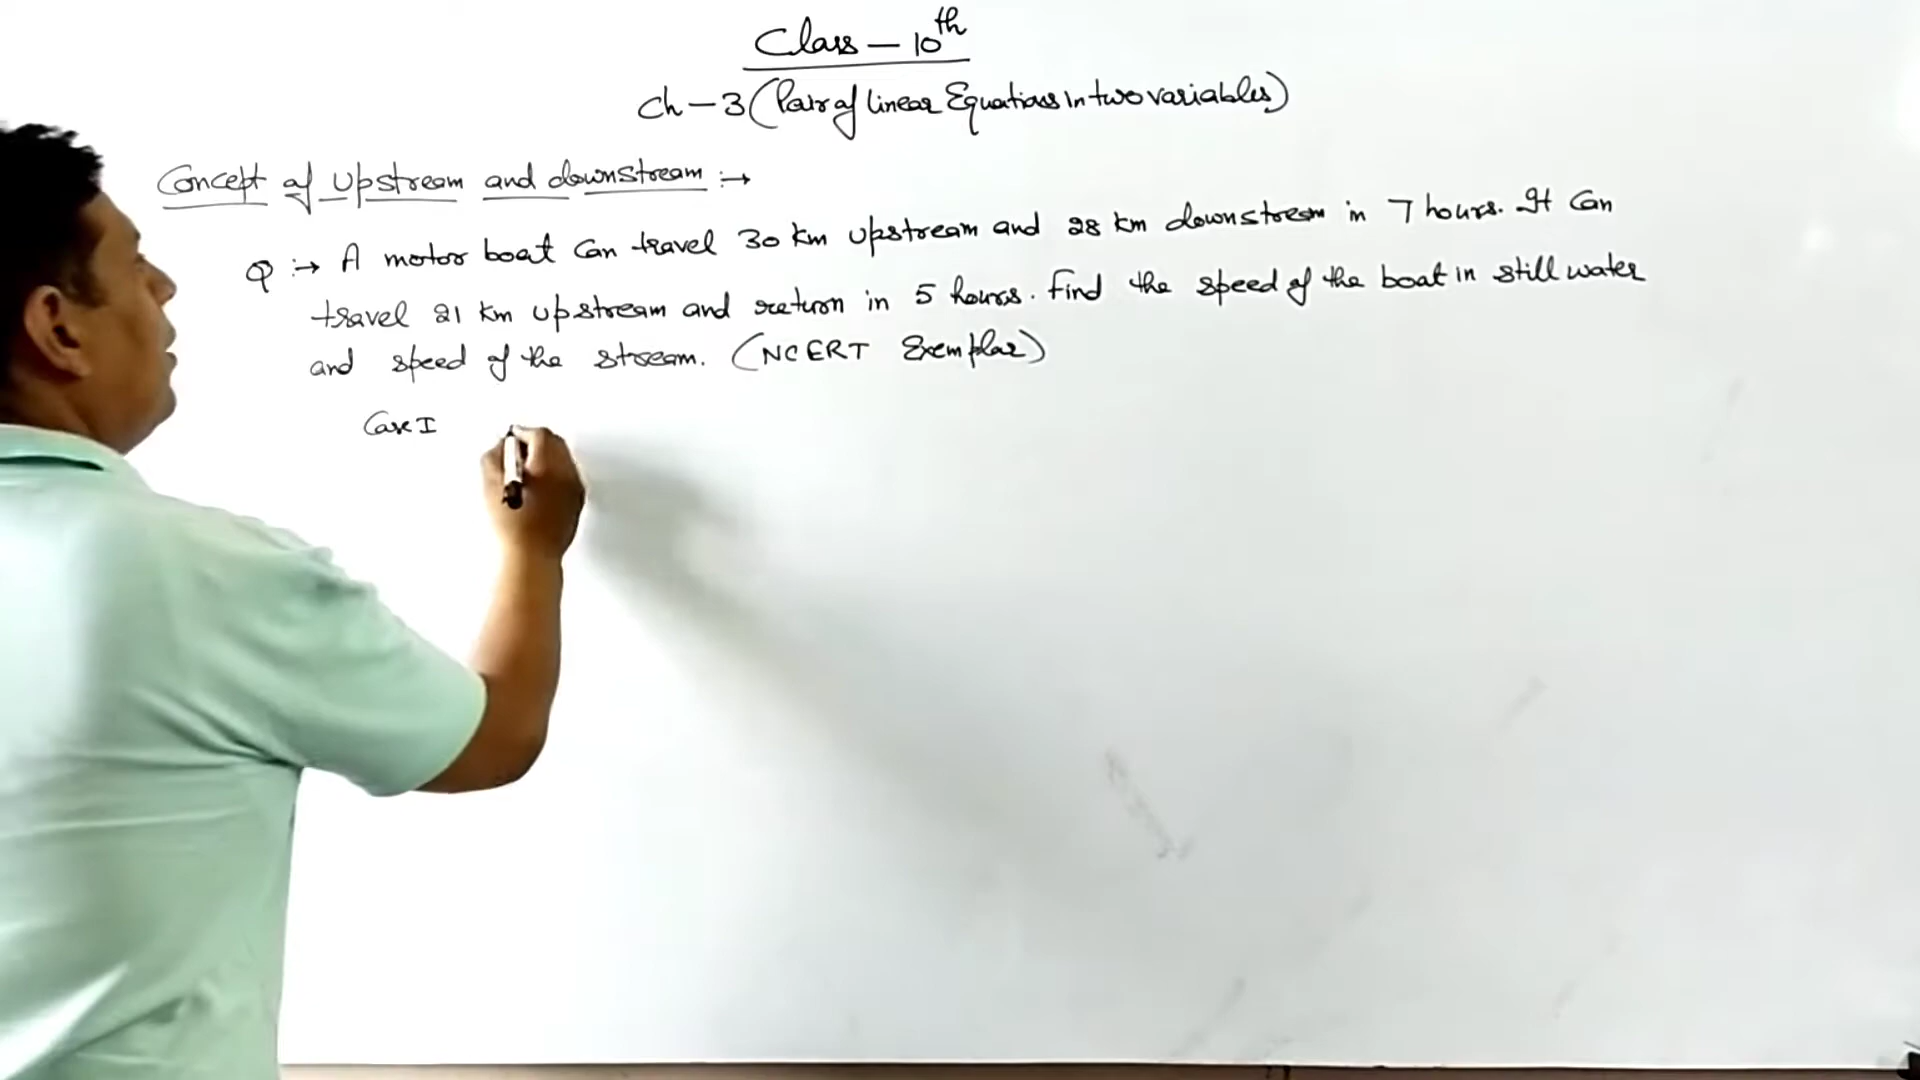 Class - 10th
Ch - 3 (Pair of linear Equations in two variables)
Concept of Upstream and downstream :→
Q :→ A motor boat Can travel 30 km upstream and 28 km downstream in 7 hours. It Can
travel 21 km upstream and return in 5 hours. Find the speed of the boat in still water
and speed of the stream. (NCERT Exemplar)
Case I